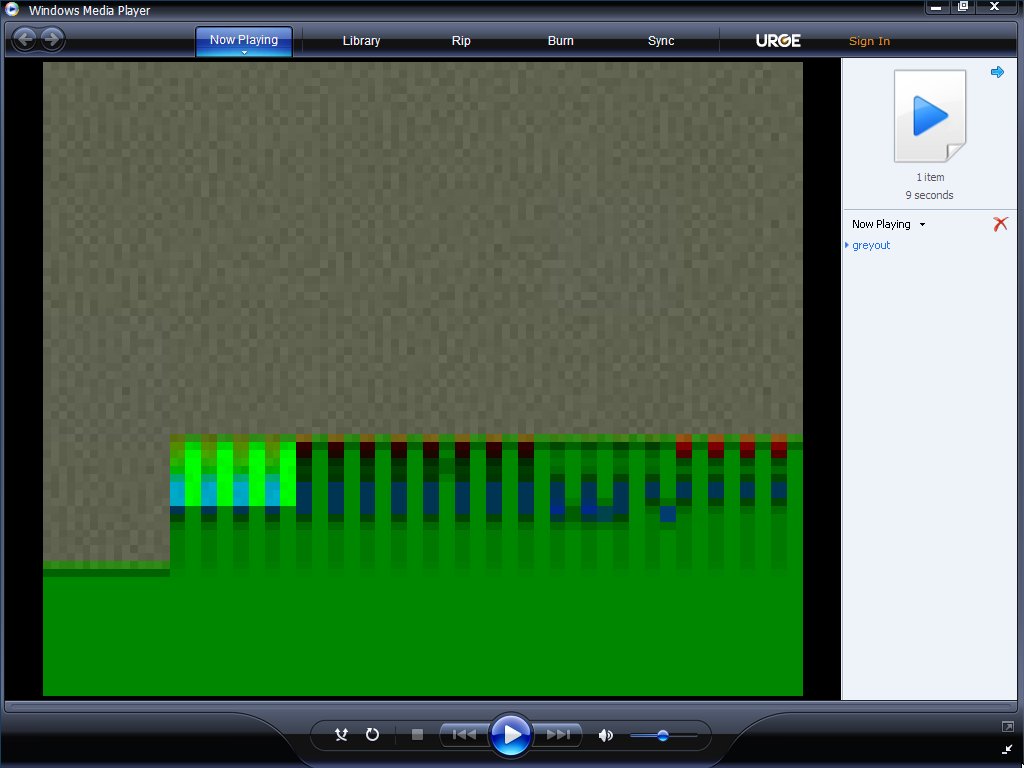 Windows Media Player
Now Playing
Library
Rip
Burn
Sync
URGE
Sign In
1 item
9 seconds
Now Playing
greyout